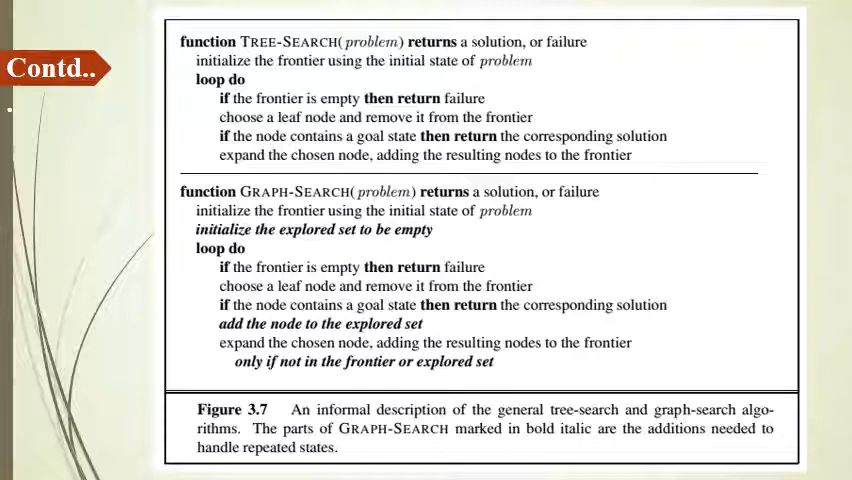 Contd..
.
function TREE-SEARCH(problem) returns a solution, or failure
initialize the frontier using the initial state of problem
loop do
if the frontier is empty then return failure
choose a leaf node and remove it from the frontier
if the node contains a goal state then return the corresponding solution
expand the chosen node, adding the resulting nodes to the frontier
function GRAPH-SEARCH(problem) returns a solution, or failure
initialize the frontier using the initial state of problem
initialize the explored set to be empty
loop do
if the frontier is empty then return failure
choose a leaf node and remove it from the frontier
if the node contains a goal state then return the corresponding solution
add the node to the explored set
expand the chosen node, adding the resulting nodes to the frontier
only if not in the frontier or explored set
Figure 3.7 An informal description of the general tree-search and graph-search algo-
rithms. The parts of GRAPH-SEARCH marked in bold italic are the additions needed to
handle repeated states.